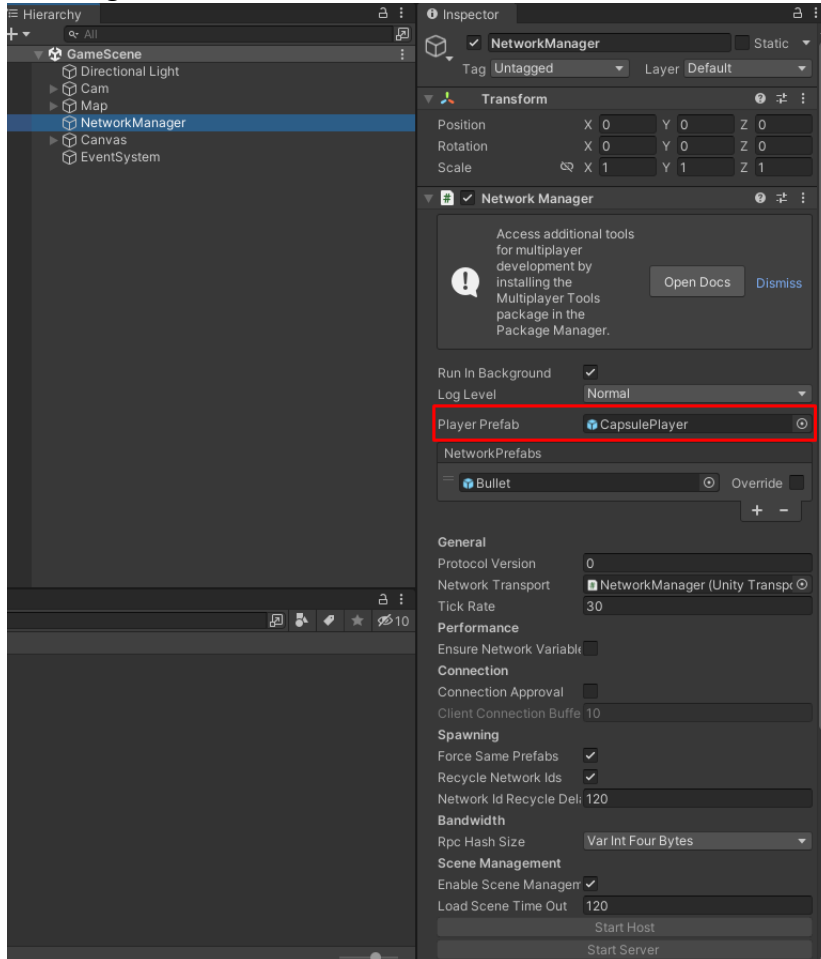 Hierarchy
All
GameScene
Directional Light
Cam
Map
NetworkManager
Canvas
EventSystem
10
Inspector
NetworkManager
Static
Tag Untagged Layer Default
Transform
Position X 0 Y 0 Z 0
Rotation X 0 Y 0 Z 0
Scale X 1 Y 1 Z 1
# Network Manager
Access additional tools
for multiplayer
development by
installing the
Multiplayer Tools
package in the
Package Manager.
Open Docs Dismiss
Run In Background
Log Level Normal
Player Prefab CapsulePlayer
NetworkPrefabs
Bullet Override
+ -
General
Protocol Version 0
Network Transport NetworkManager (Unity Transpo
Tick Rate 30
Performance
Ensure Network Variable
Connection
Connection Approval
Client Connection Buffe 10
Spawning
Force Same Prefabs
Recycle Network Ids
Network Id Recycle Dela 120
Bandwidth
Rpc Hash Size Var Int Four Bytes
Scene Management
Enable Scene Managem
Load Scene Time Out 120
Start Host
Start Server